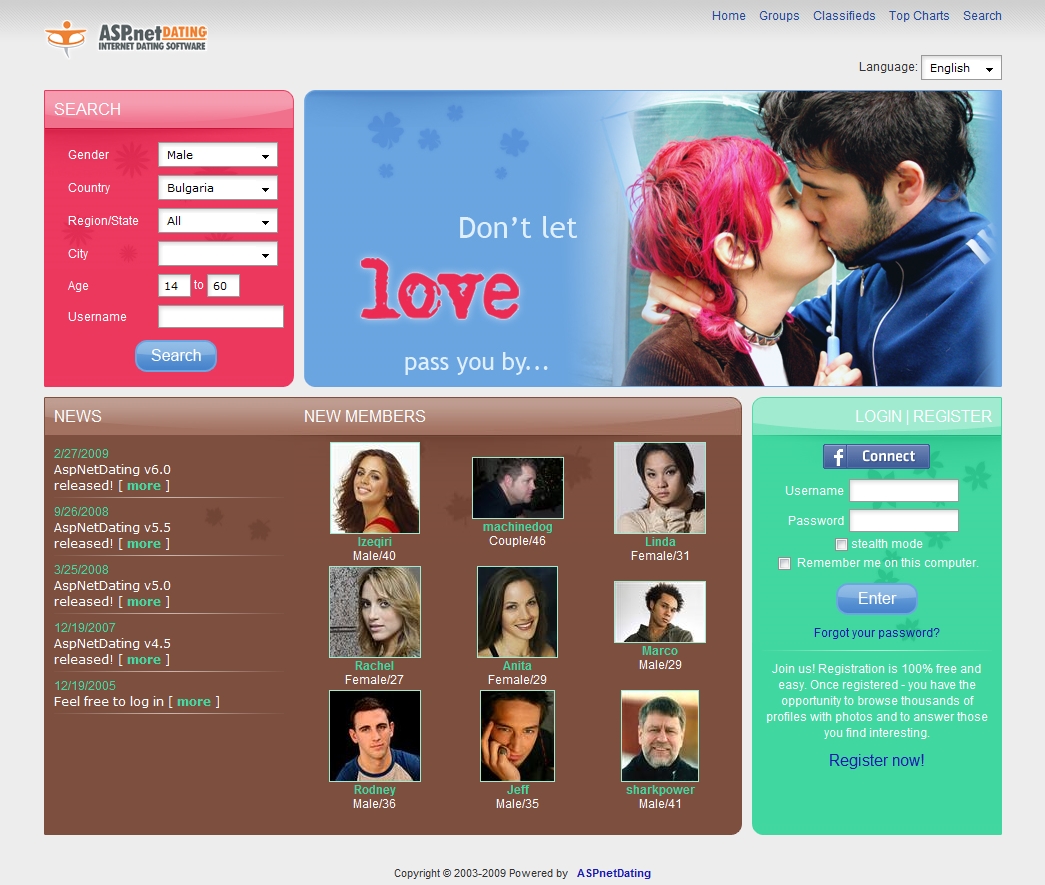 Home Groups Classifieds Top Charts Search
ASP.net DATING
INTERNET DATING SOFTWARE
Language: English
SEARCH
Gender Male
Country Bulgaria
Region/State All
City
Age 14 to 60
Username
Search
Don't let
love
pass you by...
NEWS
2/27/2009
AspNetDating v6.0
released! [ more ]
9/26/2008
AspNetDating v5.5
released! [ more ]
3/25/2008
AspNetDating v5.0
released! [ more ]
12/19/2007
AspNetDating v4.5
released! [ more ]
12/19/2005
Feel free to log in [ more ]
NEW MEMBERS
Izeqiri
Male/40
machinedog
Couple/46
Linda
Female/31
Rachel
Female/27
Anita
Female/29
Marco
Male/29
Rodney
Male/36
Jeff
Male/35
sharkpower
Male/41
LOGIN | REGISTER
f Connect
Username
Password
stealth mode
Remember me on this computer.
Enter
Forgot your password?
Join us! Registration is 100% free and
easy. Once registered - you have the
opportunity to browse thousands of
profiles with photos and to answer those
you find interesting.
Register now!
Copyright © 2003-2009 Powered by ASPnetDating